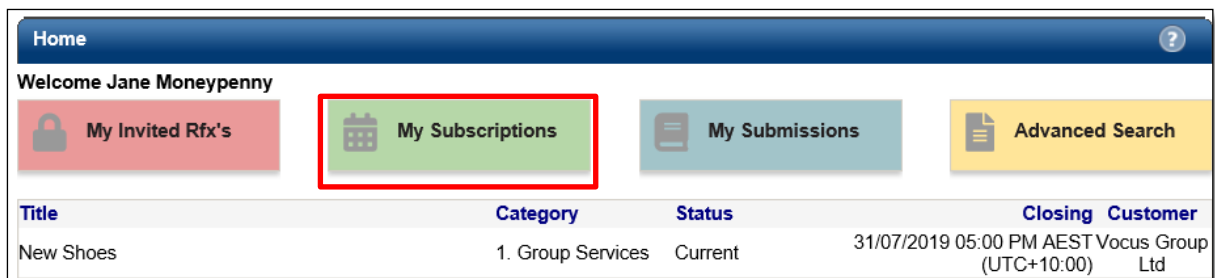 Home ?
Welcome Jane Moneypenny
My Invited Rfx's My Subscriptions My Submissions Advanced Search
Title Category Status Closing Customer
New Shoes 1. Group Services Current 31/07/2019 05:00 PM AEST Vocus Group
(UTC+10:00) Ltd